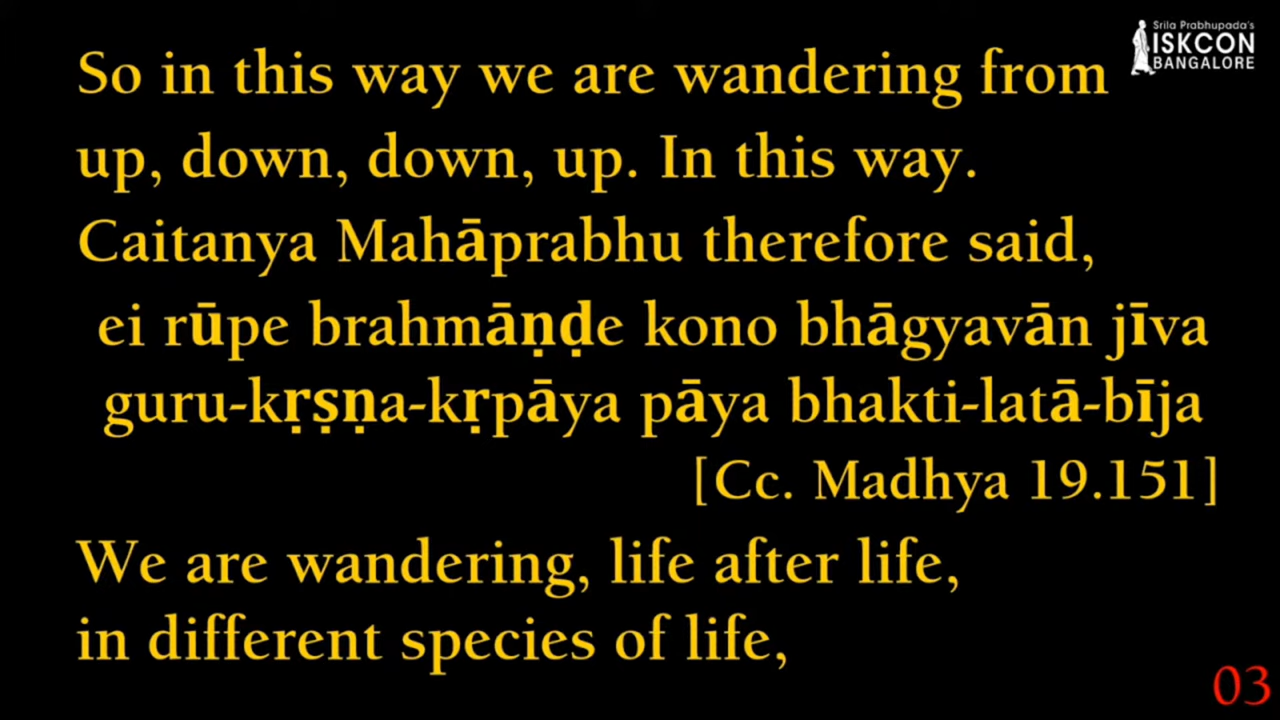 Srila Prabhupada's
ISKCON
BANGALORE
So in this way we are wandering from
up, down, down, up. In this way.
Caitanya Mahāprabhu therefore said,
ei rūpe brahmāṇḍe kono bhāgyavān jīva
guru-kṛṣṇa-kṛpāya pāya bhakti-latā-bīja
[Cc. Madhya 19.151]
We are wandering, life after life,
in different species of life,
03